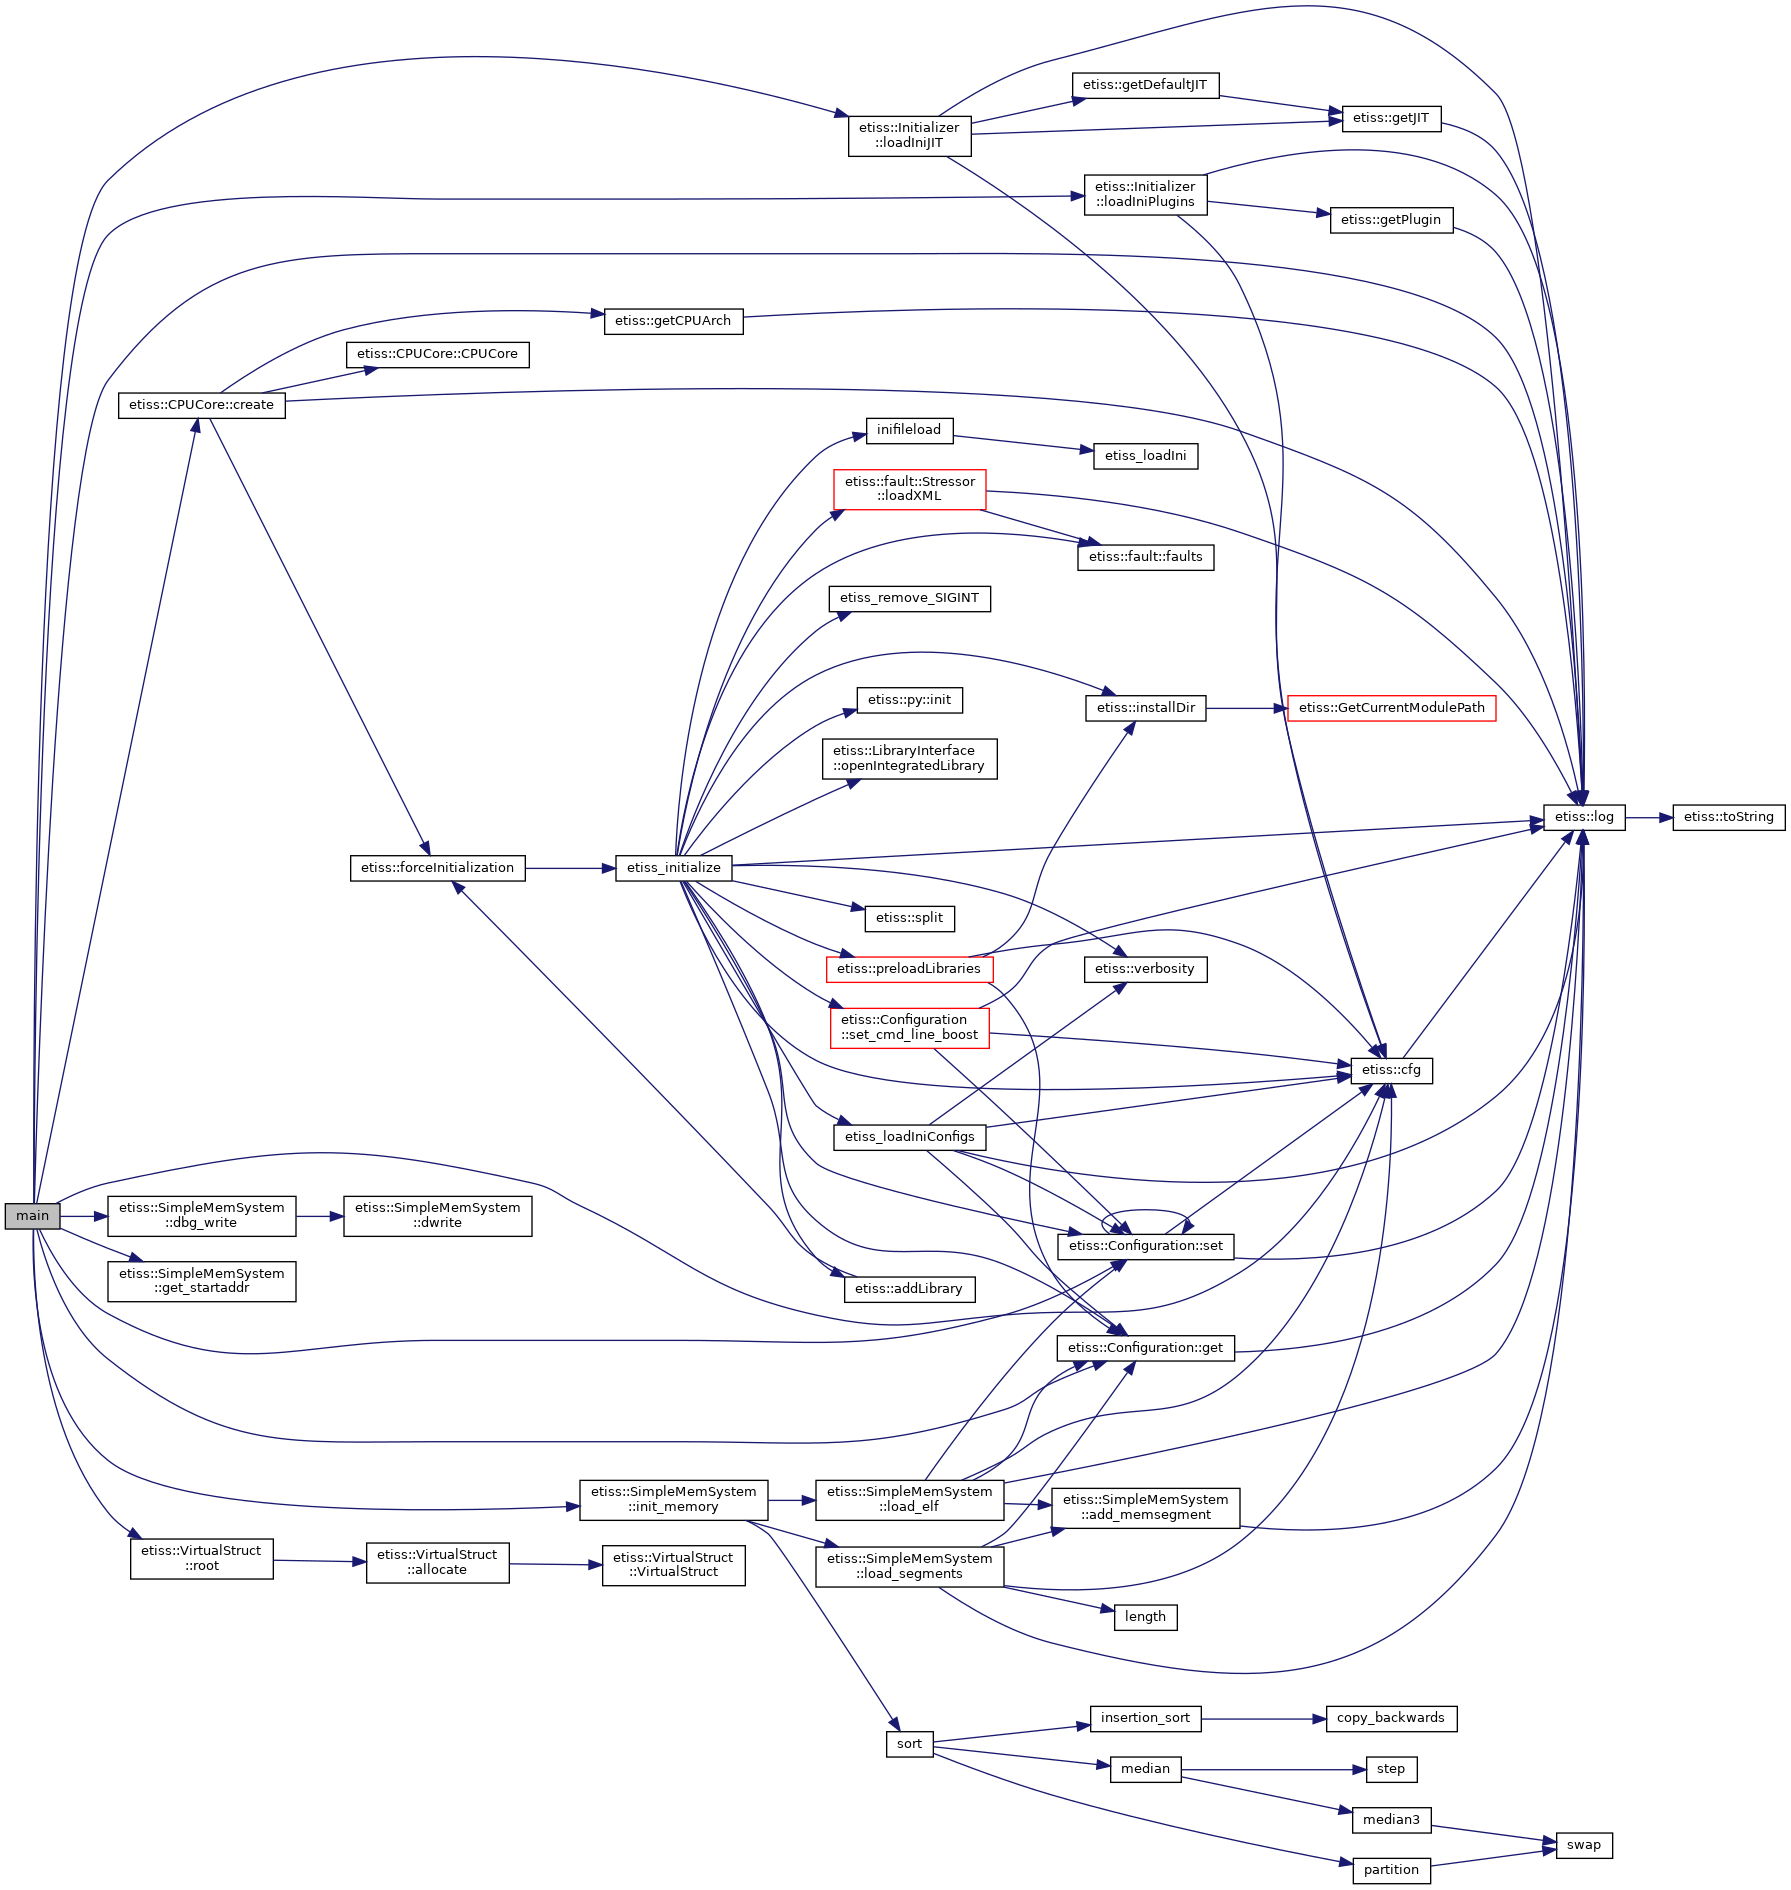 main
etiss::Initializer
::loadIniJIT
etiss::getDefaultJIT
etiss::getJIT
etiss::Initializer
::loadIniPlugins
etiss::getPlugin
etiss::getCPUArch
etiss::CPUCore::CPUCore
etiss::CPUCore::create
inifileload
etiss_loadIni
etiss::fault::Stressor
::loadXML
etiss::fault::faults
etiss_remove_SIGINT
etiss::py::init
etiss::installDir
etiss::GetCurrentModulePath
etiss::LibraryInterface
::openIntegratedLibrary
etiss::log
etiss::toString
etiss::forceInitialization
etiss_initialize
etiss::split
etiss::preloadLibraries
etiss::verbosity
etiss::Configuration
::set_cmd_line_boost
etiss::cfg
etiss_loadIniConfigs
etiss::SimpleMemSystem
::dbg_write
etiss::SimpleMemSystem
::dwrite
etiss::Configuration::set
etiss::SimpleMemSystem
::get_startaddr
etiss::addLibrary
etiss::Configuration::get
etiss::SimpleMemSystem
::init_memory
etiss::SimpleMemSystem
::load_elf
etiss::SimpleMemSystem
::add_memsegment
etiss::VirtualStruct
::root
etiss::VirtualStruct
::allocate
etiss::VirtualStruct
::VirtualStruct
etiss::SimpleMemSystem
::load_segments
length
sort
insertion_sort
copy_backwards
median
step
median3
swap
partition